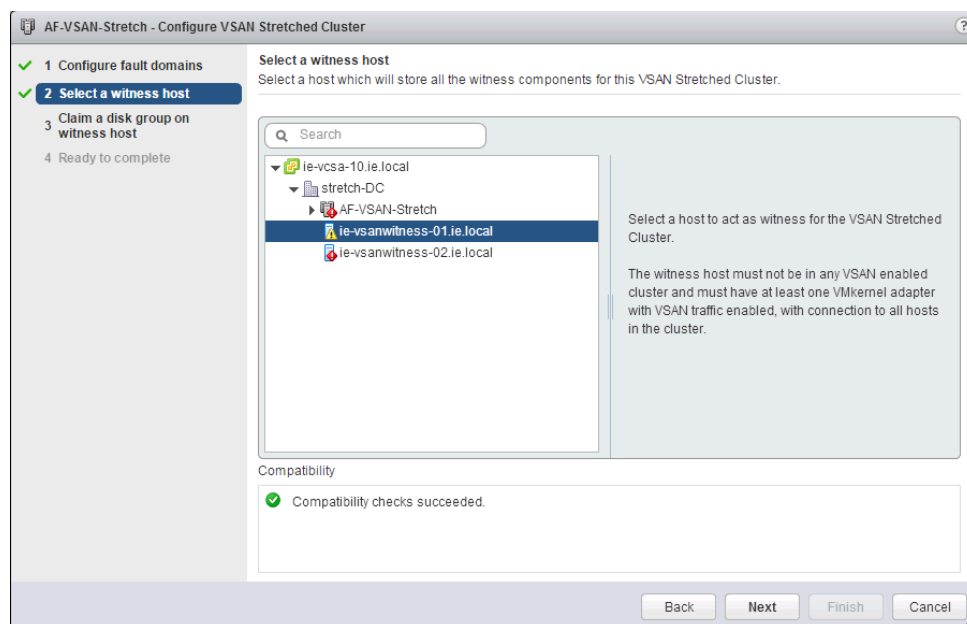 AF-VSAN-Stretch - Configure VSAN Stretched Cluster
?
1 Configure fault domains
2 Select a witness host
3 Claim a disk group on
witness host
4 Ready to complete
Select a witness host
Select a host which will store all the witness components for this VSAN Stretched Cluster.
Search
ie-vcsa-10.ie.local
stretch-DC
AF-VSAN-Stretch
ie-vsanwitness-01.ie.local
ie-vsanwitness-02.ie.local
Select a host to act as witness for the VSAN Stretched
Cluster.
The witness host must not be in any VSAN enabled
cluster and must have at least one VMkernel adapter
with VSAN traffic enabled, with connection to all hosts
in the cluster.
Compatibility
Compatibility checks succeeded.
Back
Next
Finish
Cancel